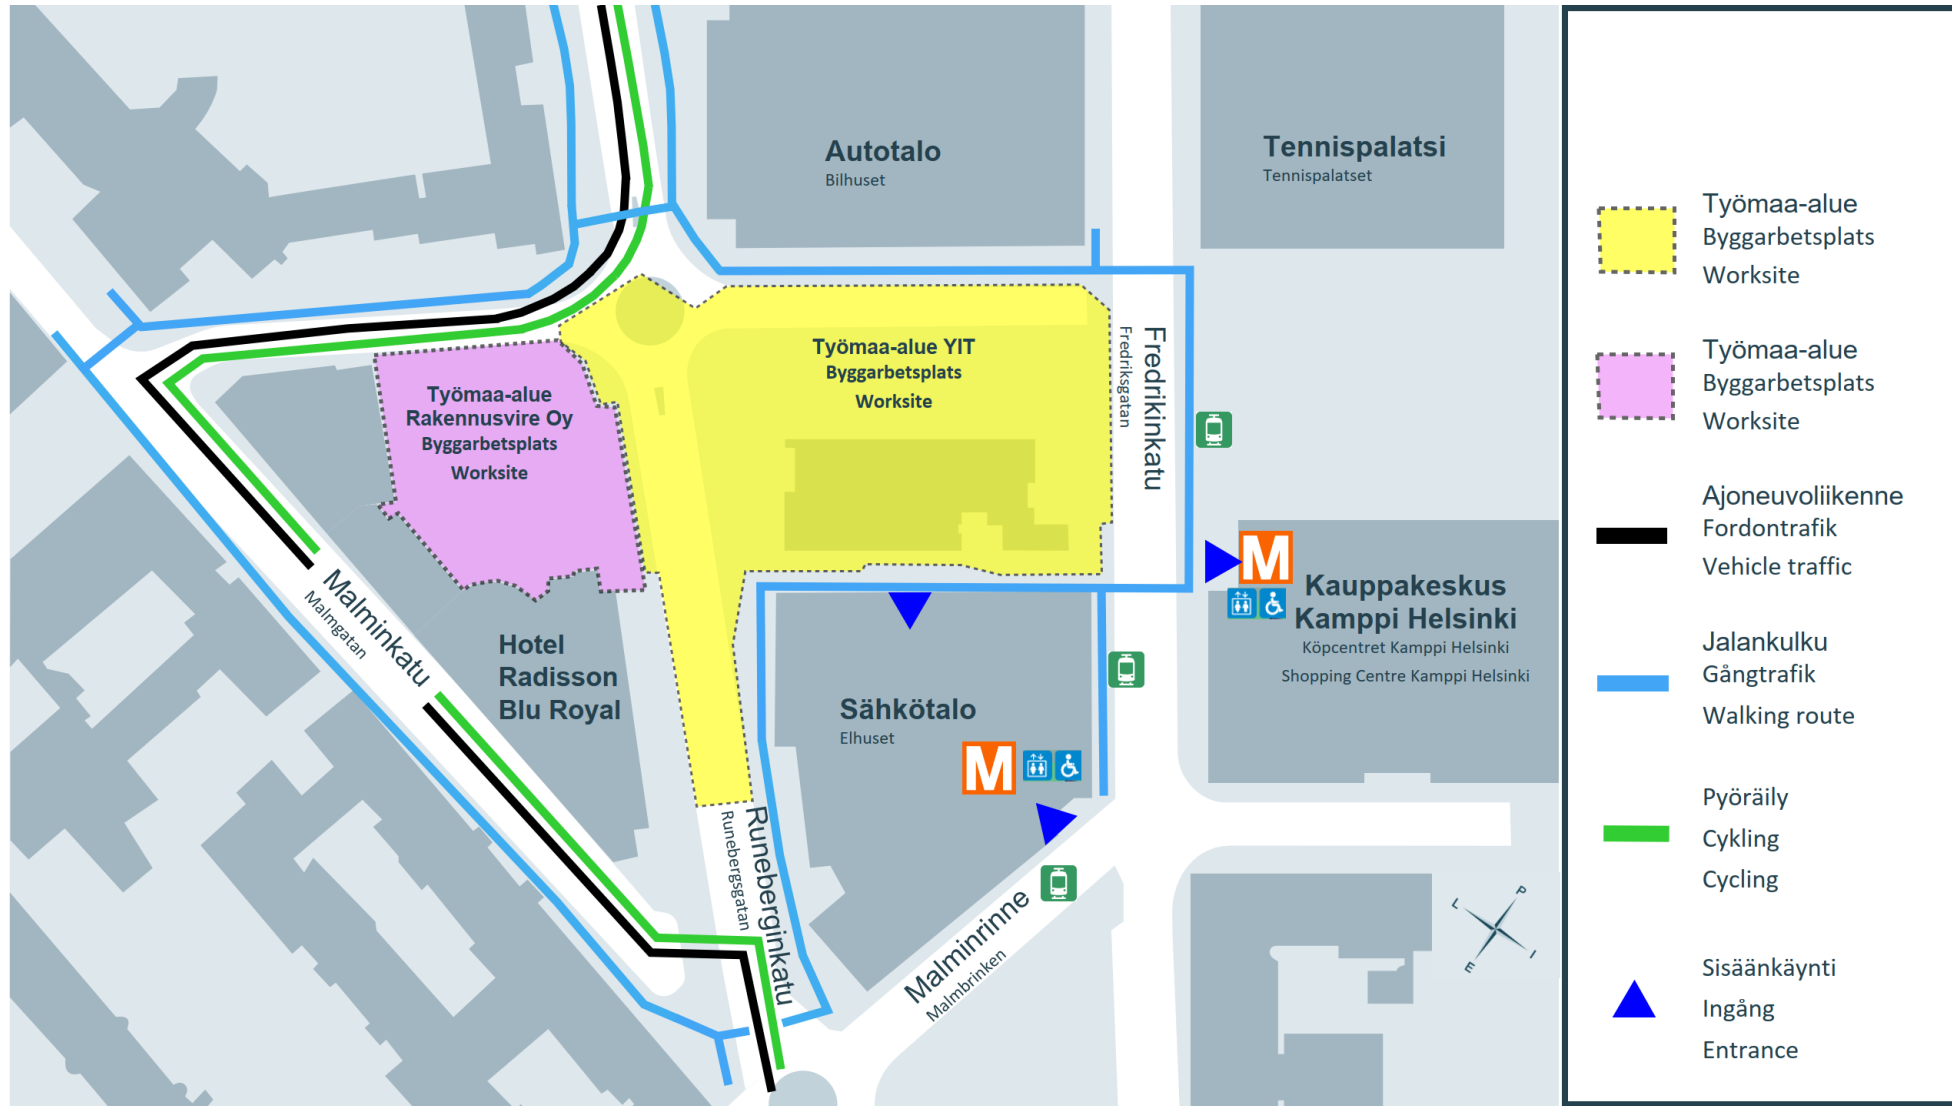 Autotalo
Bilhuset
Tennispalatsi
Tennispalatset
Työmaa-alue YIT
Byggarbetsplats
Worksite
Työmaa-alue
Rakennusvire Oy
Byggarbetsplats
Worksite
Fredrikinkatu
Fredriksgatan
M
Kauppakeskus
Kamppi Helsinki
Köpcentret Kamppi Helsinki
Shopping Centre Kamppi Helsinki
Malminkatu
Malmgatan
Hotel
Radisson
Blu Royal
Sähkötalo
Elhuset
M
Runeberginkatu
Runebergsgatan
Malminrinne
Malmbrinken
P
L
I
E
Työmaa-alue
Byggarbetsplats
Worksite
Työmaa-alue
Byggarbetsplats
Worksite
Ajoneuvoliikenne
Fordontrafik
Vehicle traffic
Jalankulku
Gångtrafik
Walking route
Pyöräily
Cykling
Cycling
Sisäänkäynti
Ingång
Entrance